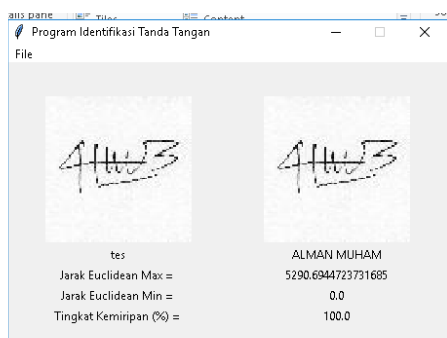 Program Identifikasi Tanda Tangan
File
tes
ALMAN MUHAM
Jarak Euclidean Max =
5290.6944723731685
Jarak Euclidean Min =
0.0
Tingkat Kemiripan (%) =
100.0